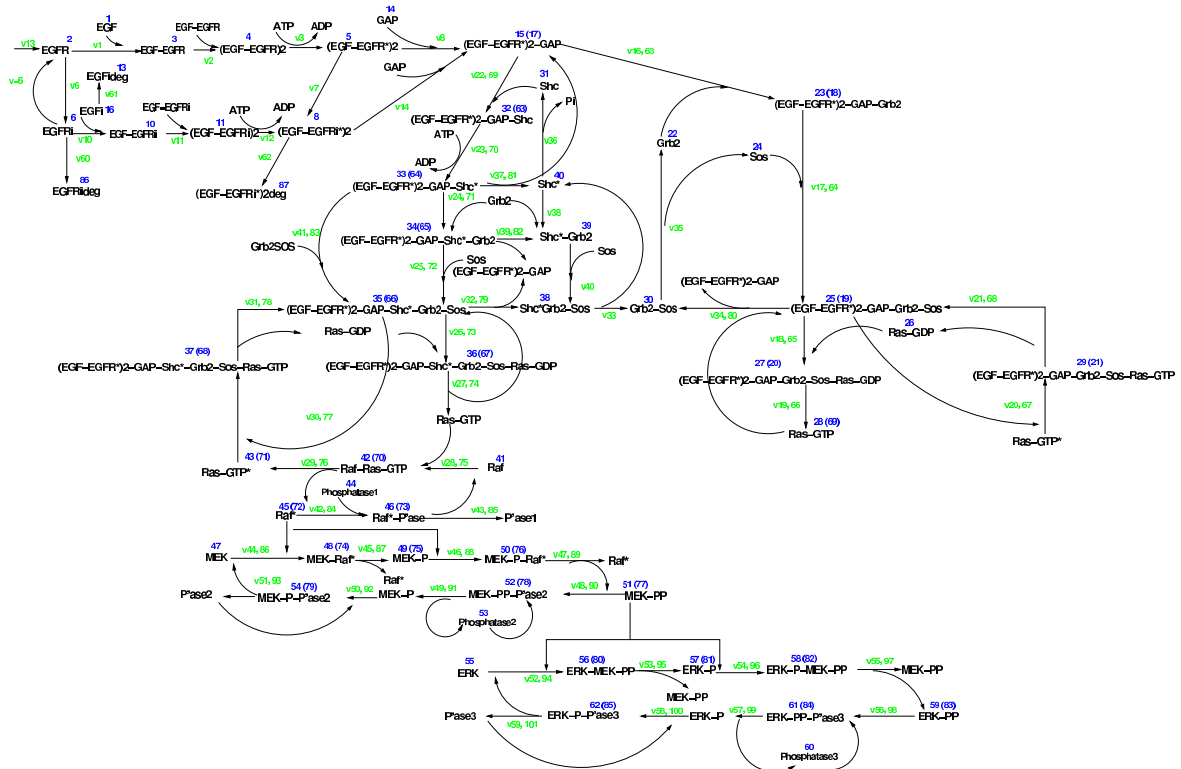 1
EGF
EGF-EGFR
ATP
ADP
14
GAP
v13
2
EGFR
v1
3
EGF-EGFR
v2
4
(EGF-EGFR)2
v3
5
(EGF-EGFR*)2
v8
15 (17)
(EGF-EGFR*)2-GAP
v16, 63
GAP
13
EGFideg
v-6
v6
v61
EGFi
16
EGF-EGFRi
ATP
ADP
v7
v14
6
EGFRi
v10
10
EGF-EGFRi
v11
11
(EGF-EGFRi)2
v12
8
(EGF-EGFRi*)2
v60
86
EGFRideg
v62
87
(EGF-EGFRi*)2deg
v22, 69
31
Shc
Pi
32 (63)
(EGF-EGFR*)2-GAP-Shc
ATP
v23, 70
ADP
v36
33 (64)
(EGF-EGFR*)2-GAP-Shc*
v37, 81
40
Shc*
v24, 71
Grb2
v38
23(18)
(EGF-EGFR*)2-GAP-Grb2
22
Grb2
24
Sos
v17, 64
v35
v41, 83
Grb2SOS
34(65)
(EGF-EGFR*)2-GAP-Shc*-Grb2
v39, 82
39
Shc*-Grb2
Sos
v25, 72
Sos
(EGF-EGFR*)2-GAP
v40
(EGF-EGFR*)2-GAP
v31, 78
35 (66)
(EGF-EGFR*)2-GAP-Shc*-Grb2-Sos
v32, 79
38
Shc*Grb2-Sos
v33
30
Grb2-Sos
v34, 80
25 (19)
(EGF-EGFR*)2-GAP-Grb2-Sos
v21, 68
Ras-GDP
v26, 73
26
Ras-GDP
v18, 65
37 (68)
(EGF-EGFR*)2-GAP-Shc*-Grb2-Sos-Ras-GTP
36 (67)
(EGF-EGFR*)2-GAP-Shc*-Grb2-Sos-Ras-GDP
27 (20)
(EGF-EGFR*)2-GAP-Grb2-Sos-Ras-GDP
29 (21)
(EGF-EGFR*)2-GAP-Grb2-Sos-Ras-GTP
v27, 74
v30, 77
Ras-GTP
v19, 66
28 (69)
Ras-GTP
v20, 67
Ras-GTP*
43 (71)
Ras-GTP*
v29, 76
42 (70)
Raf-Ras-GTP
v28, 75
41
Raf
44
Phosphatase1
45 (72)
Raf*
v42, 84
46 (73)
Raf*-P'ase
v43, 85
P'ase1
47
MEK
v44, 86
48 (74)
MEK-Raf*
v45, 87
49 (75)
MEK-P
v46, 88
50 (76)
MEK-P-Raf*
v47, 89
Raf*
Raf*
v51, 93
P'ase2
54 (79)
MEK-P-P'ase2
v50, 92
MEK-P
v49, 91
52 (78)
MEK-PP-P'ase2
v48, 90
51 (77)
MEK-PP
53
Phosphatase2
55
ERK
v52, 94
56 (80)
ERK-MEK-PP
v53, 95
57 (81)
ERK-P
v54, 96
58 (82)
ERK-P-MEK-PP
v55, 97
MEK-PP
MEK-PP
P'ase3
v59, 101
62 (85)
ERK-P-P'ase3
v58, 100
ERK-P
v57, 99
61 (84)
ERK-PP-P'ase3
v56, 98
59 (83)
ERK-PP
60
Phosphatase3